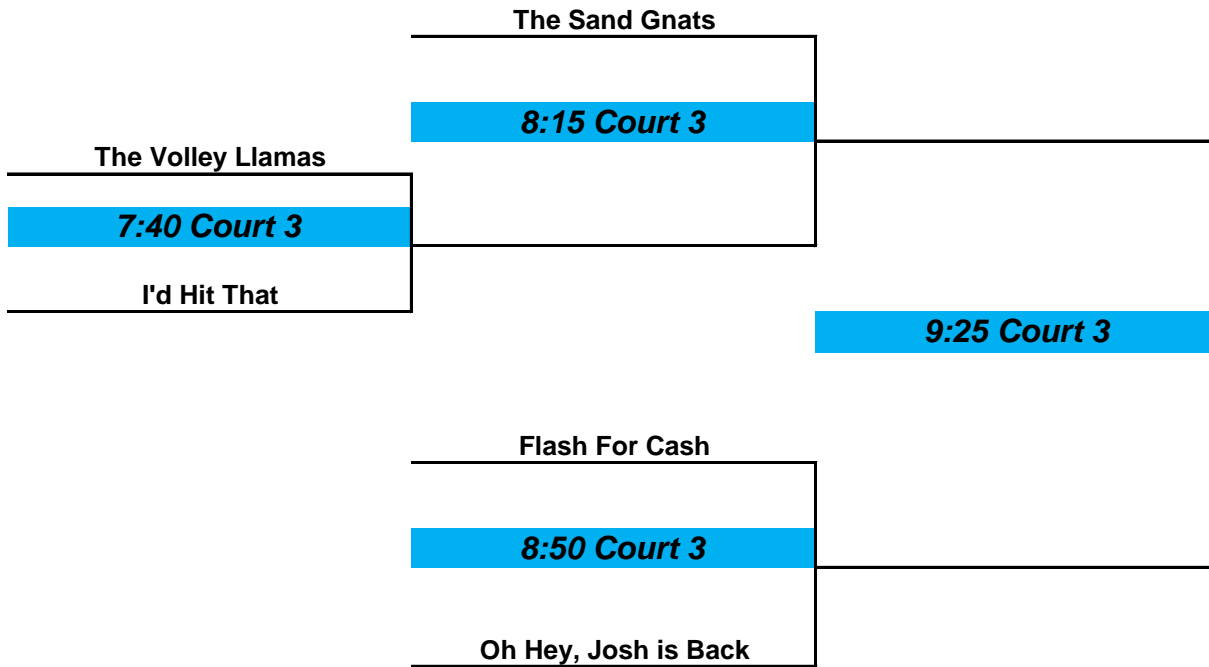 The Sand Gnats
8:15 Court 3
The Volley Llamas
7:40 Court 3
I'd Hit That
9:25 Court 3
Flash For Cash
8:50 Court 3
Oh Hey, Josh is Back